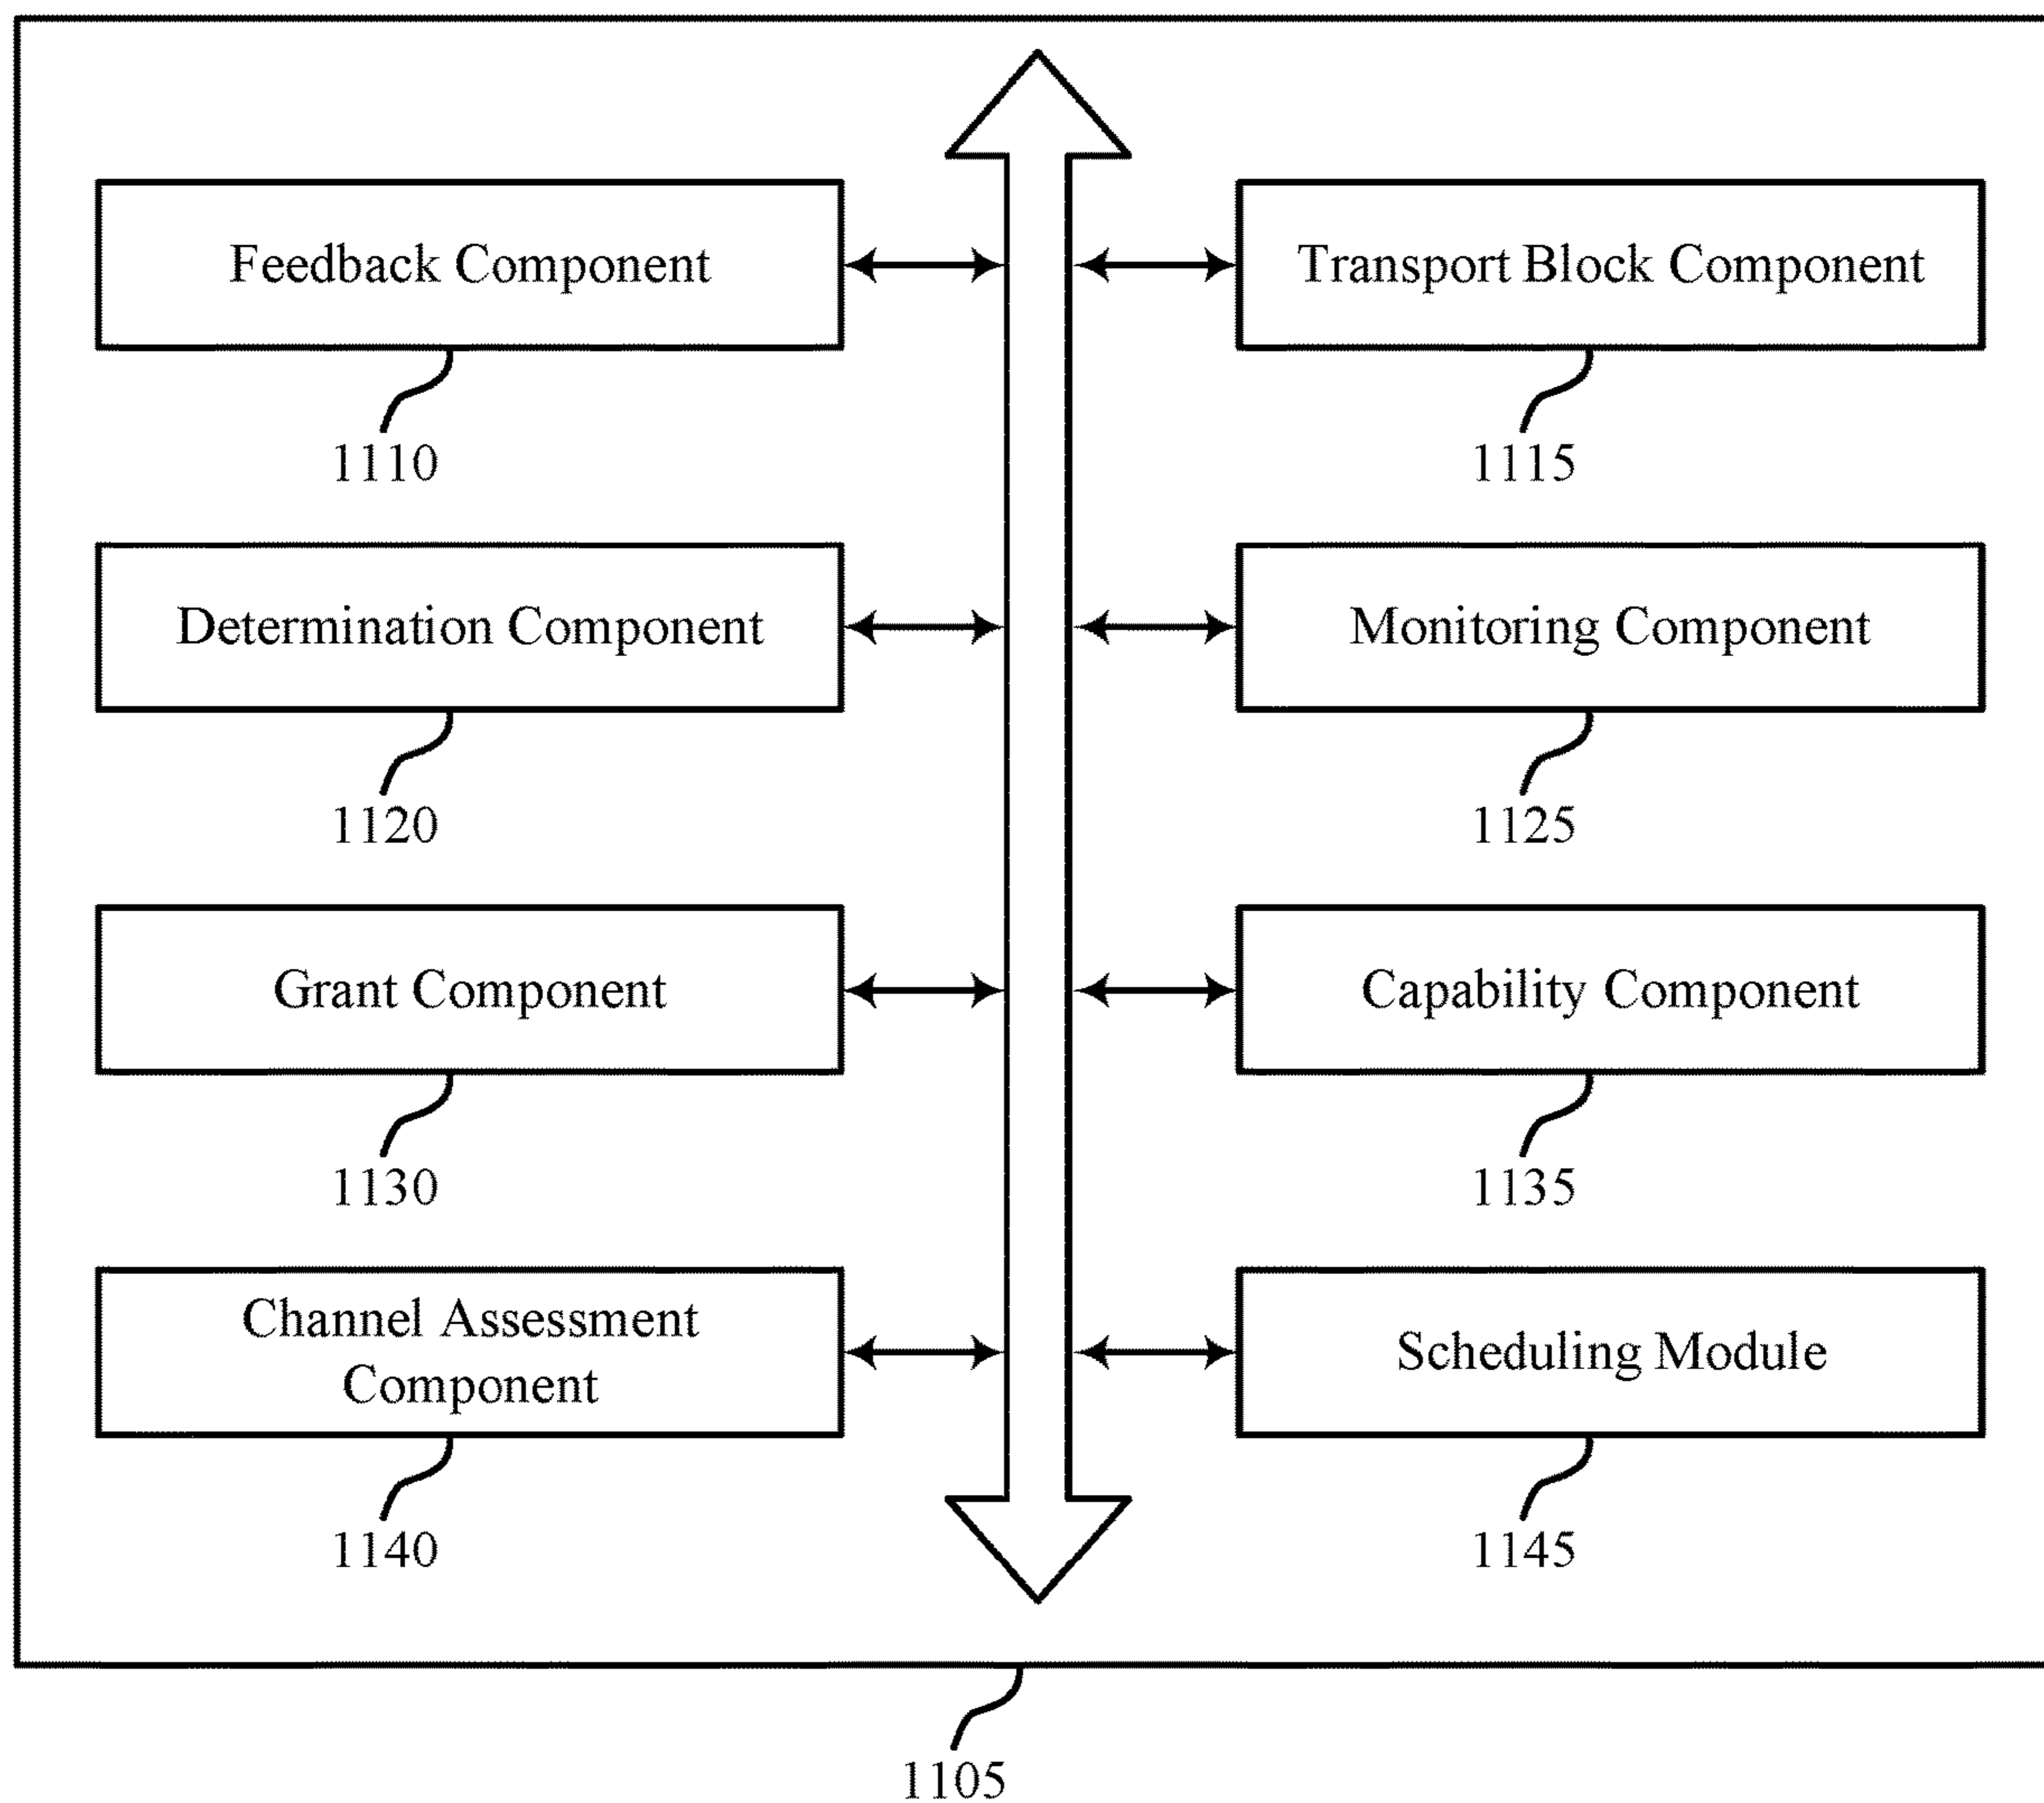 Feedback Component
Transport Block Component
1110
1115
Determination Component
Monitoring Component
1120
1125
Grant Component
Capability Component
1130
1135
Channel Assessment
Component
Scheduling Module
1140
1145
1105